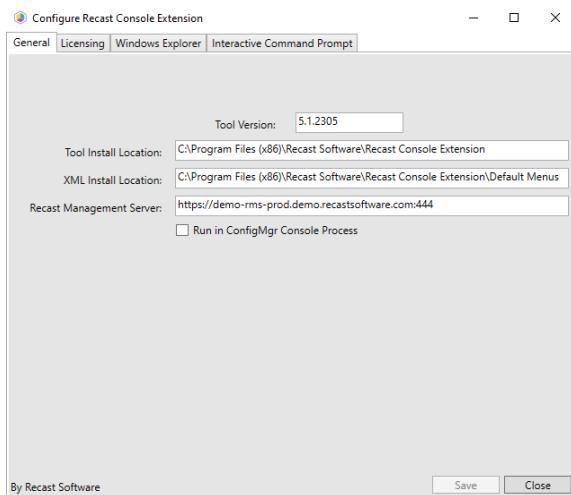 Configure Recast Console Extension
General Licensing Windows Explorer Interactive Command Prompt
Tool Version: 5.1.2305
Tool Install Location: C:\Program Files (x86)\Recast Software\Recast Console Extension
XML Install Location: C:\Program Files (x86)\Recast Software\Recast Console Extension\Default Menus
Recast Management Server: https://demo-rms-prod.demo.recastsoftware.com:444
Run in ConfigMgr Console Process
By Recast Software Save Close